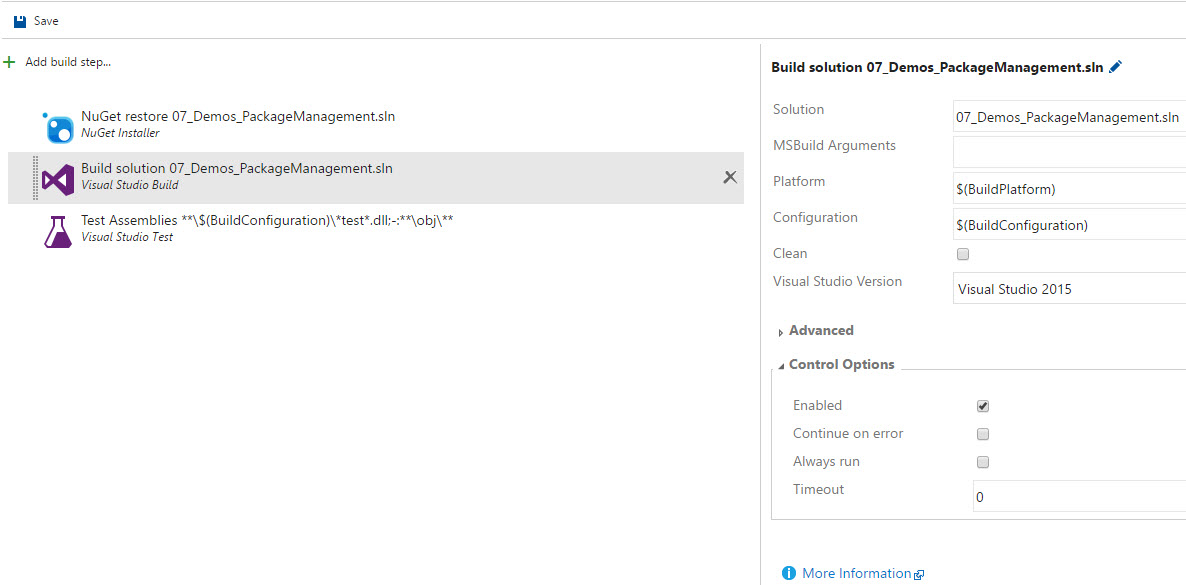 Save
Add build step...
NuGet restore 07_Demos_PackageManagement.sln
NuGet Installer
Build solution 07_Demos_PackageManagement.sln
Visual Studio Build
Test Assemblies **\$(BuildConfiguration)\*test*.dll;-:**\obj\**
Visual Studio Test
Build solution 07_Demos_PackageManagement.sln
Solution 07_Demos_PackageManagement.sln
MSBuild Arguments
Platform $(BuildPlatform)
Configuration $(BuildConfiguration)
Clean
Visual Studio Version Visual Studio 2015
Advanced
Control Options
Enabled
Continue on error
Always run
Timeout 0
More Information